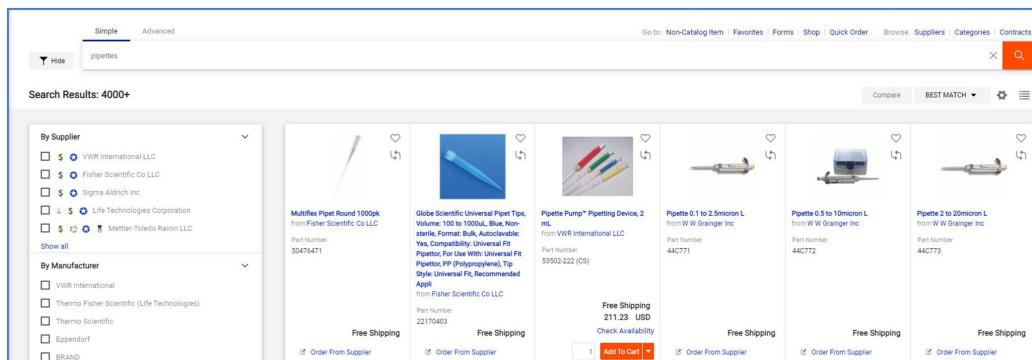 Simple Advanced
Go to: Non-Catalog Item | Favorites | Forms | Shop | Quick Order Browse: Suppliers | Categories | Contracts
Hide
pipettes
Search Results: 4000+
Compare
BEST MATCH
By Supplier
$ VWR International LLC
$ Fisher Scientific Co LLC
$ Sigma Aldrich Inc
$ Life Technologies Corporation
$ Mettler-Toledo Rainin LLC
Show all
By Manufacturer
VWR International
Thermo Fisher Scientific (Life Technologies)
Thermo Scientific
Eppendorf
BRAND
Multiflex Pipet Round 1000pk
from Fisher Scientific Co LLC
Part Number
50476471
Free Shipping
Order From Supplier
Globe Scientific Universal Pipet Tips,
Volume: 100 to 1000uL, Blue, Non-
sterile, Format: Bulk, Autoclavable:
Yes, Compatibility: Universal Fit
Pipettor, For Use With: Universal Fit
Pipettor, PP (Polypropylene), Tip
Style: Universal Fit, Recommended
Appli
from Fisher Scientific Co LLC
Part Number
22170403
Free Shipping
Order From Supplier
Pipette Pump™ Pipetting Device, 2
mL
from VWR International LLC
Part Number
53502-222 (CS)
Free Shipping
211.23 USD
Check Availability
1 Add To Cart
Pipette 0.1 to 2.5micron L
from W W Grainger Inc
Part Number
44C771
Free Shipping
Order From Supplier
Pipette 0.5 to 10micron L
from W W Grainger Inc
Part Number
44C772
Free Shipping
Order From Supplier
Pipette 2 to 20micron L
from W W Grainger Inc
Part Number
44C773
Free Shipping
Order From Supplier